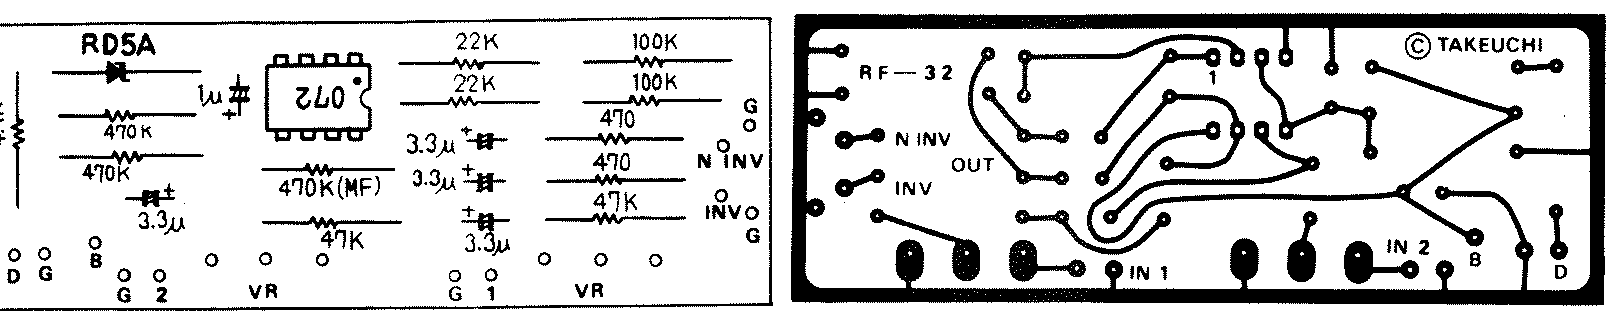 RD5A
22K
100K
22K
100K
1μ
+
072
G
470K
470
3.3μ
+
N INV
470K
470
470K(MF)
3.3μ
+
3.3μ
+
47K
INV
47K
3.3μ
+
G
D G B
G 2 VR G 1 VR
© TAKEUCHI
RF-32
1
N INV
OUT
INV
IN 2
B
IN 1
D